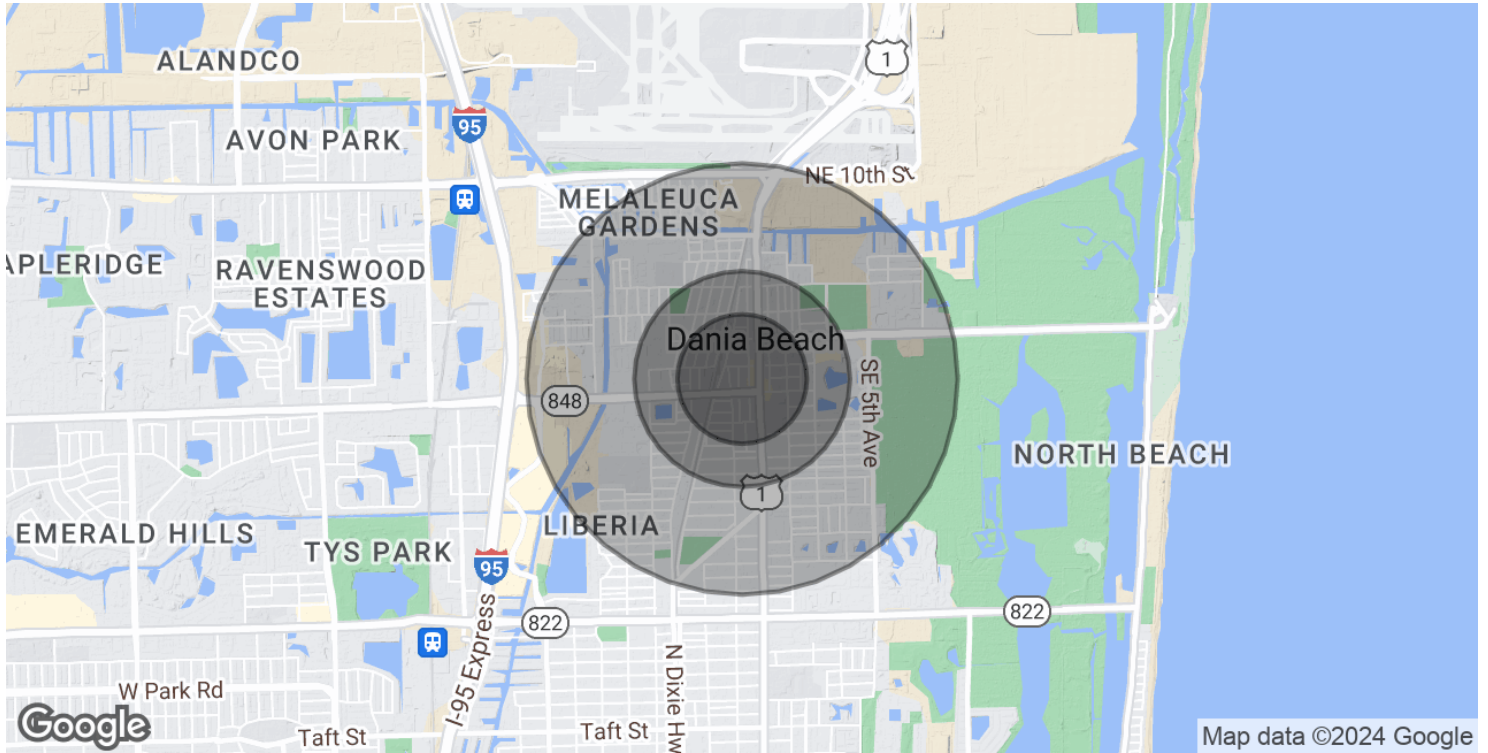 ALANDCO
1
95
AVON PARK
NE 10th St
MELALEUCA
GARDENS
APLERIDGE
RAVENSWOOD
ESTATES
Dania Beach
SE 5th Ave
848
NORTH BEACH
1
LIBERIA
EMERALD HILLS
TYS PARK
95
822
822
I-95 Express
N Dixie Hw
W Park Rd
Google
Taft St
Taft St
Map data ©2024 Google